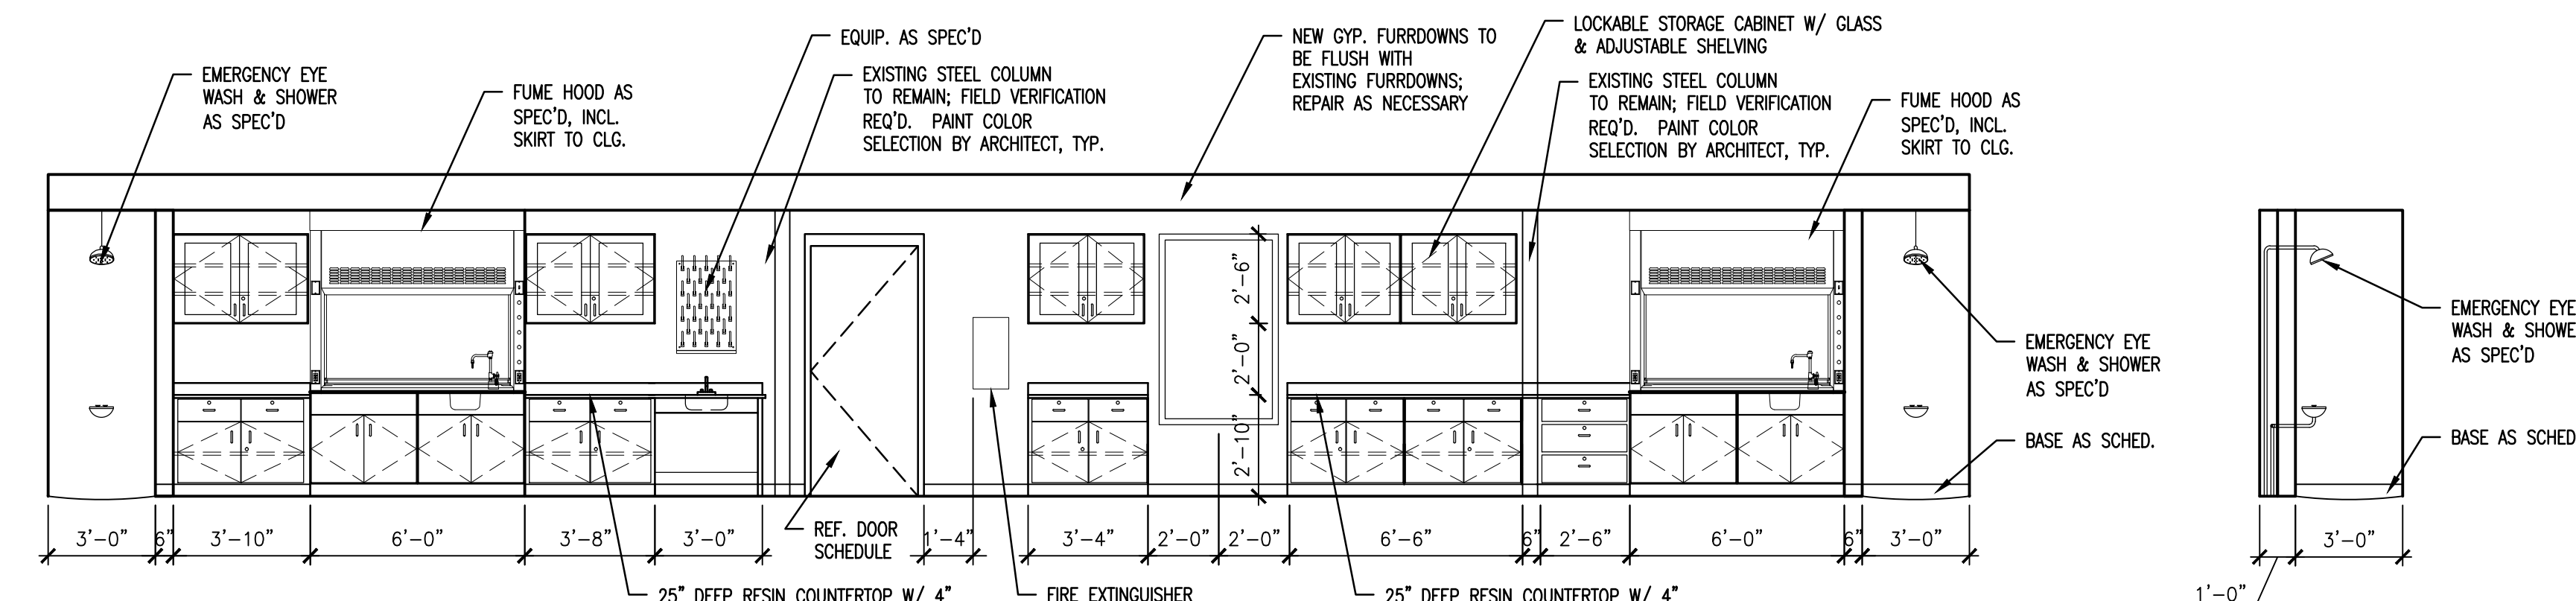 EMERGENCY EYE
WASH & SHOWER
AS SPEC'D
FUME HOOD AS
SPEC'D, INCL.
SKIRT TO CLG.
EQUIP. AS SPEC'D
EXISTING STEEL COLUMN
TO REMAIN; FIELD VERIFICATION
REQ'D. PAINT COLOR
SELECTION BY ARCHITECT, TYP.
NEW GYP. FURRDOWNS TO
BE FLUSH WITH
EXISTING FURRDOWNS;
REPAIR AS NECESSARY
LOCKABLE STORAGE CABINET W/ GLASS
& ADJUSTABLE SHELVING
EXISTING STEEL COLUMN
TO REMAIN; FIELD VERIFICATION
REQ'D. PAINT COLOR
SELECTION BY ARCHITECT, TYP.
FUME HOOD AS
SPEC'D, INCL.
SKIRT TO CLG.
2'-6"
2'-0"
2'-10"
EMERGENCY EYE
WASH & SHOWER
AS SPEC'D
BASE AS SCHED.
EMERGENCY EYE
WASH & SHOWE
AS SPEC'D
BASE AS SCHED
3'-0"
6"
3'-10"
6'-0"
3'-8"
3'-0"
REF. DOOR
SCHEDULE
1'-4"
3'-4"
2'-0"
2'-0"
6'-6"
6"
2'-6"
6'-0"
6"
3'-0"
3'-0"
1'-0"
25" DEEP RESIN COUNTERTOP W/ 4"
FIRE EXTINGUISHER
25" DEEP RESIN COUNTERTOP W/ 4"